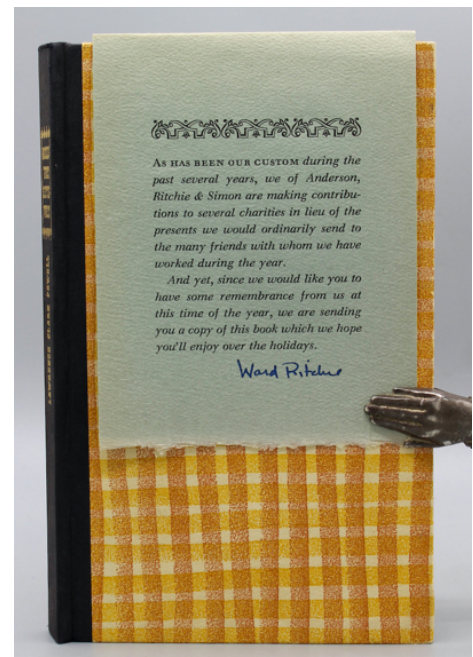 AS HAS BEEN OUR CUSTOM during the
past several years, we of Anderson,
Ritchie & Simon are making contribu-
tions to several charities in lieu of the
presents we would ordinarily send to
the many friends with whom we have
worked during the year.
And yet, since we would like you to
have some remembrance from us at
this time of the year, we are sending
you a copy of this book which we hope
you'll enjoy over the holidays.
Ward Ritchie
LAWRENCE CLARK POWELL